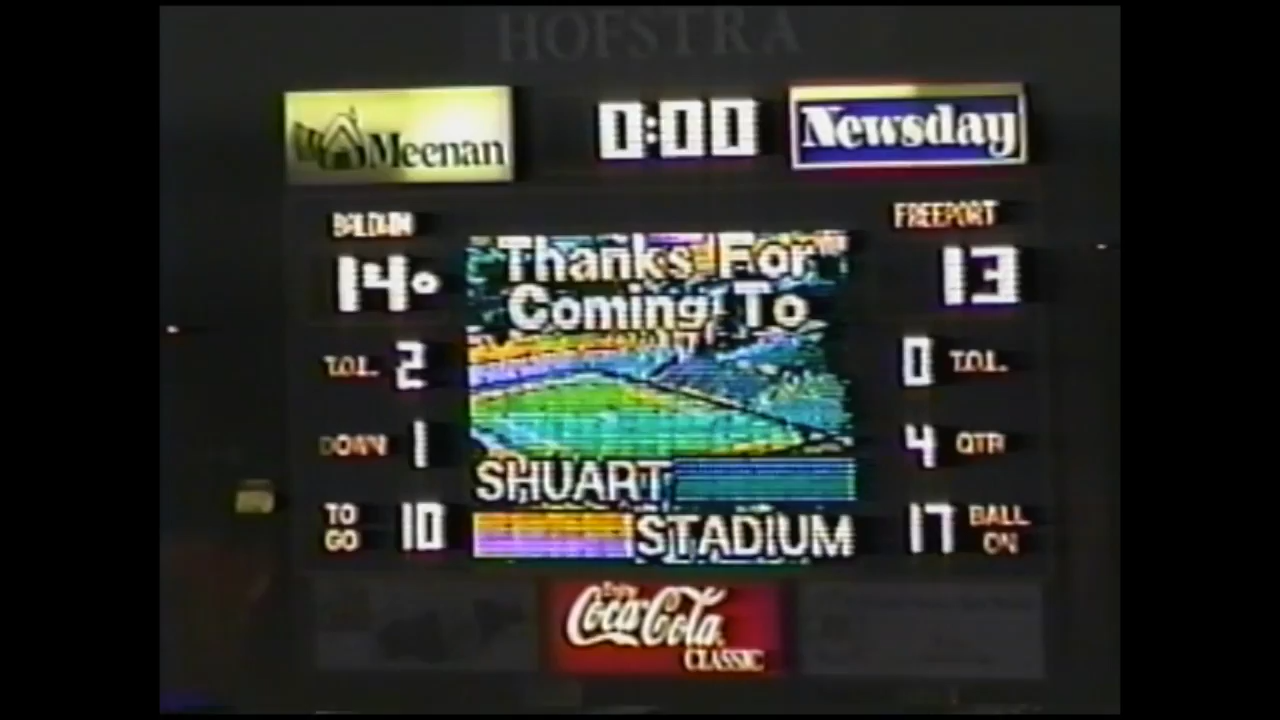 HOFSTRA
Meenan
0:00
Newsday
BALDWIN
FREEPORT
14
13
Thanks For
Coming To
T.O.L. 2
0 T.O.L.
DOWN 1
4 QTR
SHUART
STADIUM
TO
GO
10
17
BALL
ON
Enjoy
Coca-Cola
CLASSIC